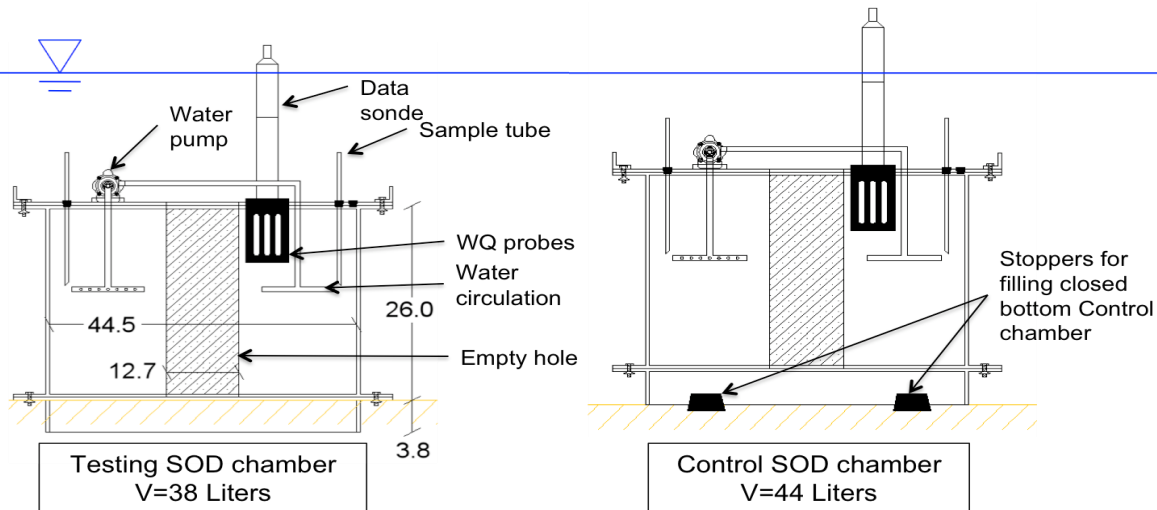 Water
pump
Data
sonde
Sample tube
WQ probes
Water
circulation
26.0
44.5
Empty hole
12.7
3.8
Testing SOD chamber
V=38 Liters
Stoppers for
filling closed
bottom Control
chamber
Control SOD chamber
V=44 Liters